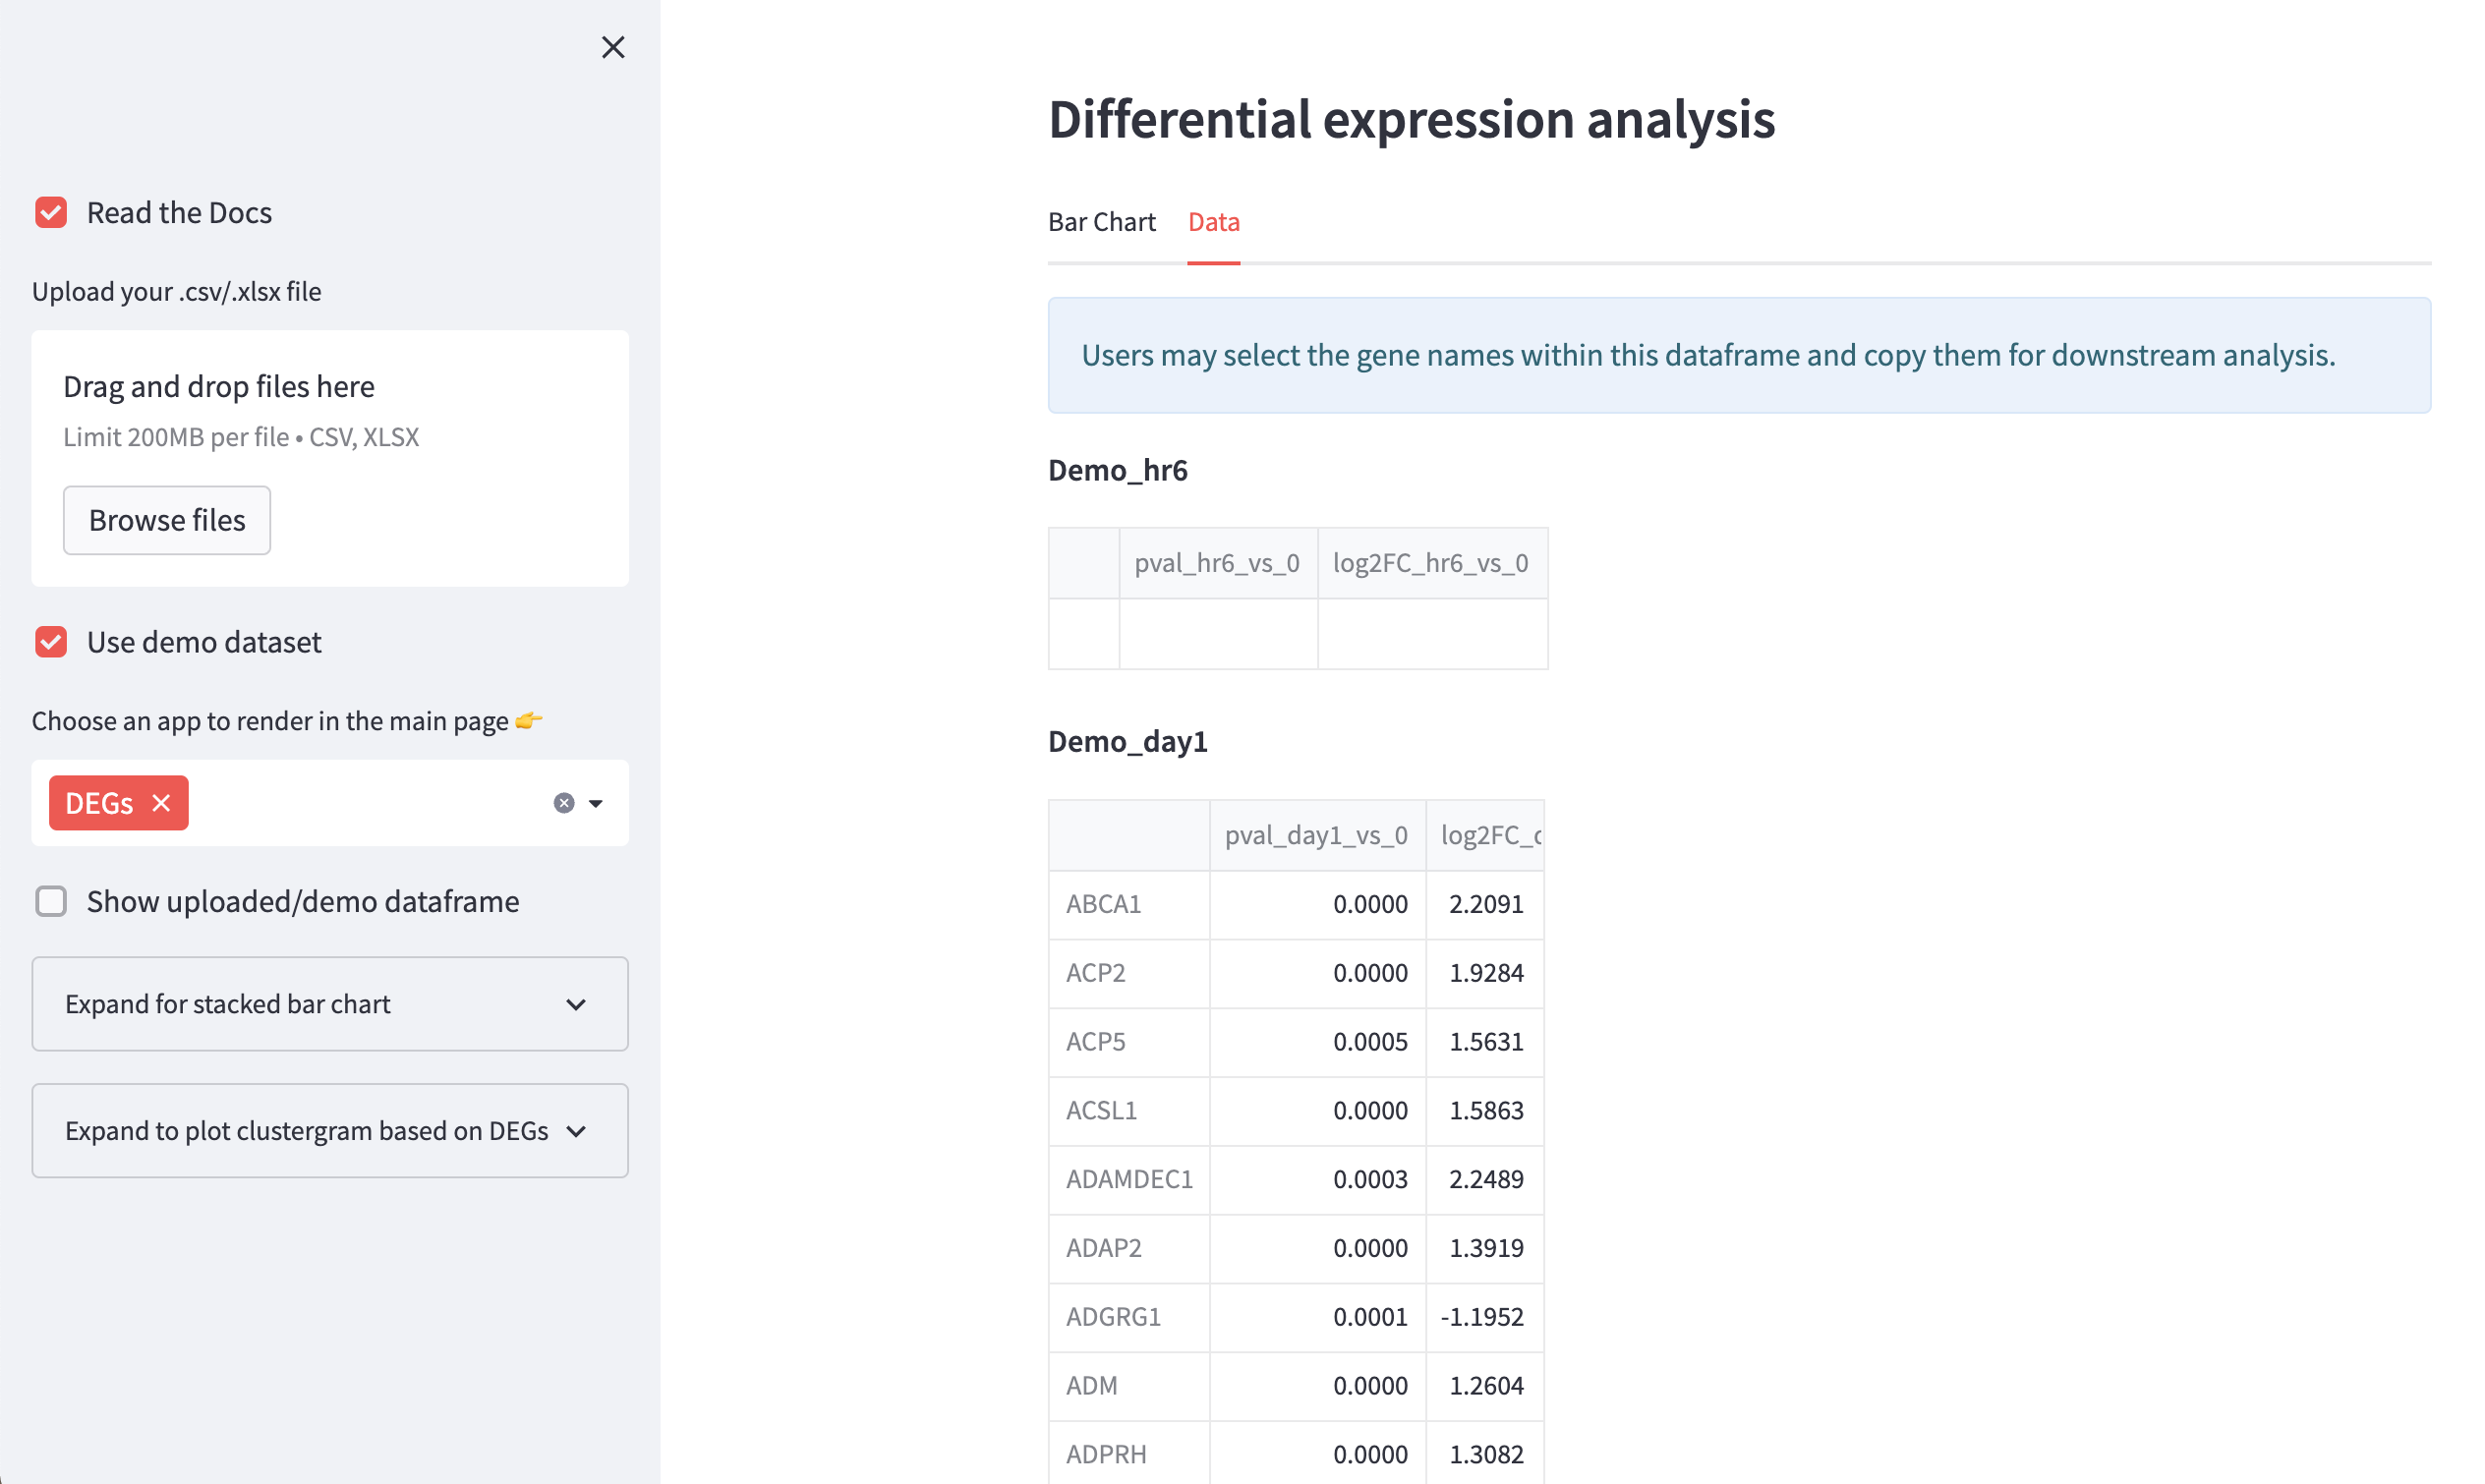 Read the Docs
Upload your .csv/.xlsx file
Drag and drop files here
Limit 200MB per file • CSV, XLSX
Browse files
Use demo dataset
Choose an app to render in the main page 👉
DEGs
Show uploaded/demo dataframe
Expand for stacked bar chart
Expand to plot clustergram based on DEGs
Differential expression analysis
Bar Chart Data
Users may select the gene names within this dataframe and copy them for downstream analysis.
Demo_hr6
pval_hr6_vs_0 log2FC_hr6_vs_0
Demo_day1
pval_day1_vs_0 log2FC_
ABCA1 0.0000 2.2091
ACP2 0.0000 1.9284
ACP5 0.0005 1.5631
ACSL1 0.0000 1.5863
ADAMDEC1 0.0003 2.2489
ADAP2 0.0000 1.3919
ADGRG1 0.0001 -1.1952
ADM 0.0000 1.2604
ADPRH 0.0000 1.3082